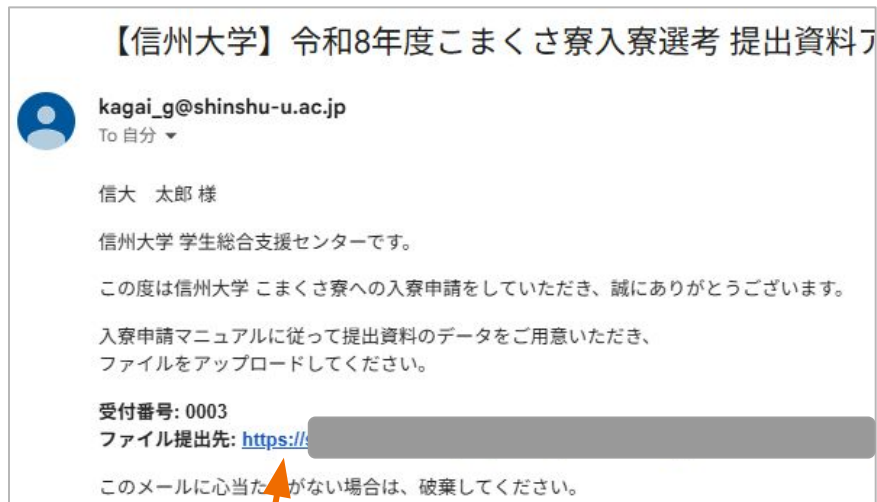 【信州大学】令和8年度こまくさ寮入寮選考 提出資料
kagai_g@shinshu-u.ac.jp
To 自分
信大 太郎 様
信州大学 学生総合支援センターです。
この度は信州大学 こまくさ寮への入寮申請をしていただき、誠にありがとうございます。
入寮申請マニュアルに従って提出資料のデータをご用意いただき、
ファイルをアップロードしてください。
受付番号: 0003
ファイル提出先: https://
このメールに心当たりがない場合は、破棄してください。